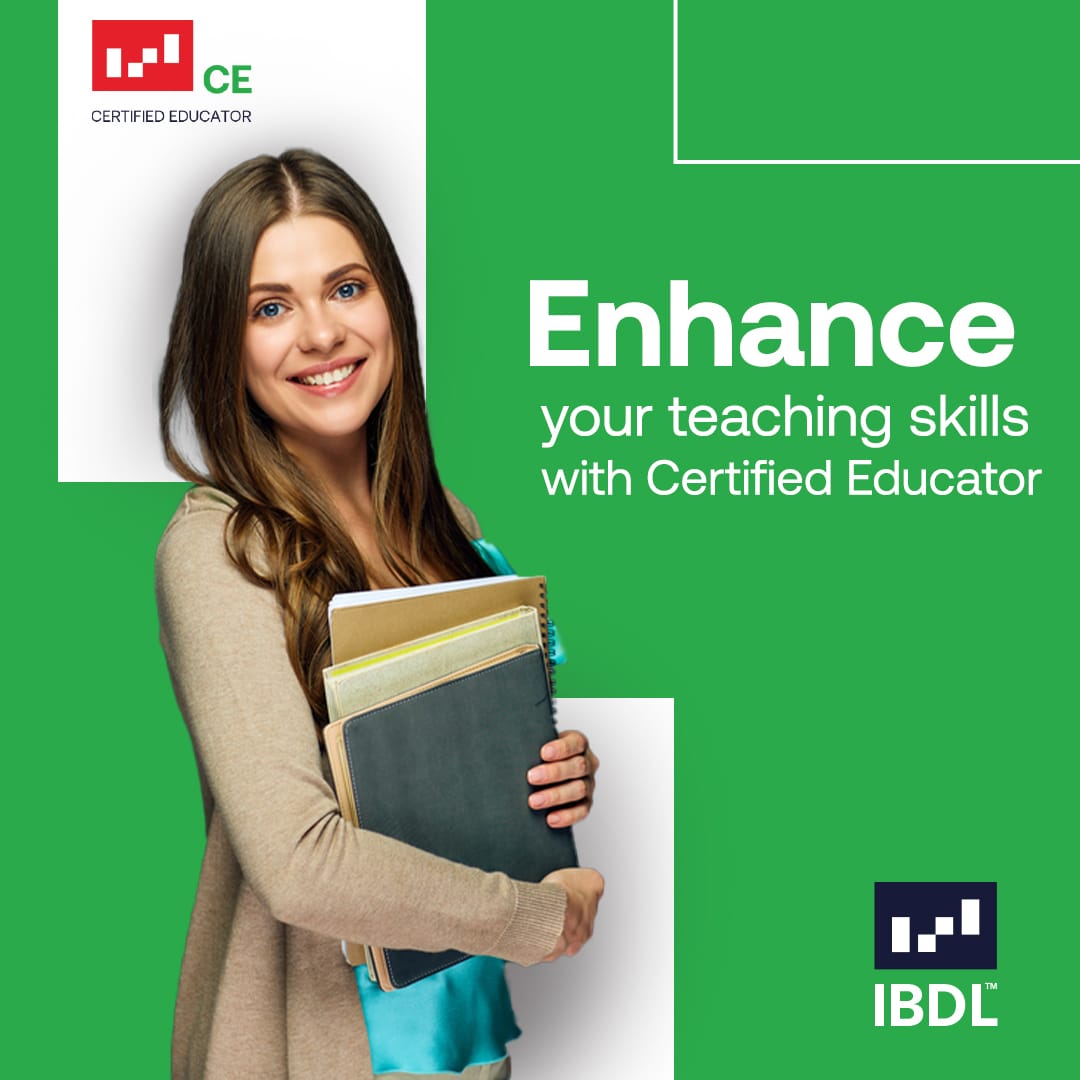 CE
CERTIFIED EDUCATOR
Enhance
your teaching skills
with Certified Educator
IBDL™